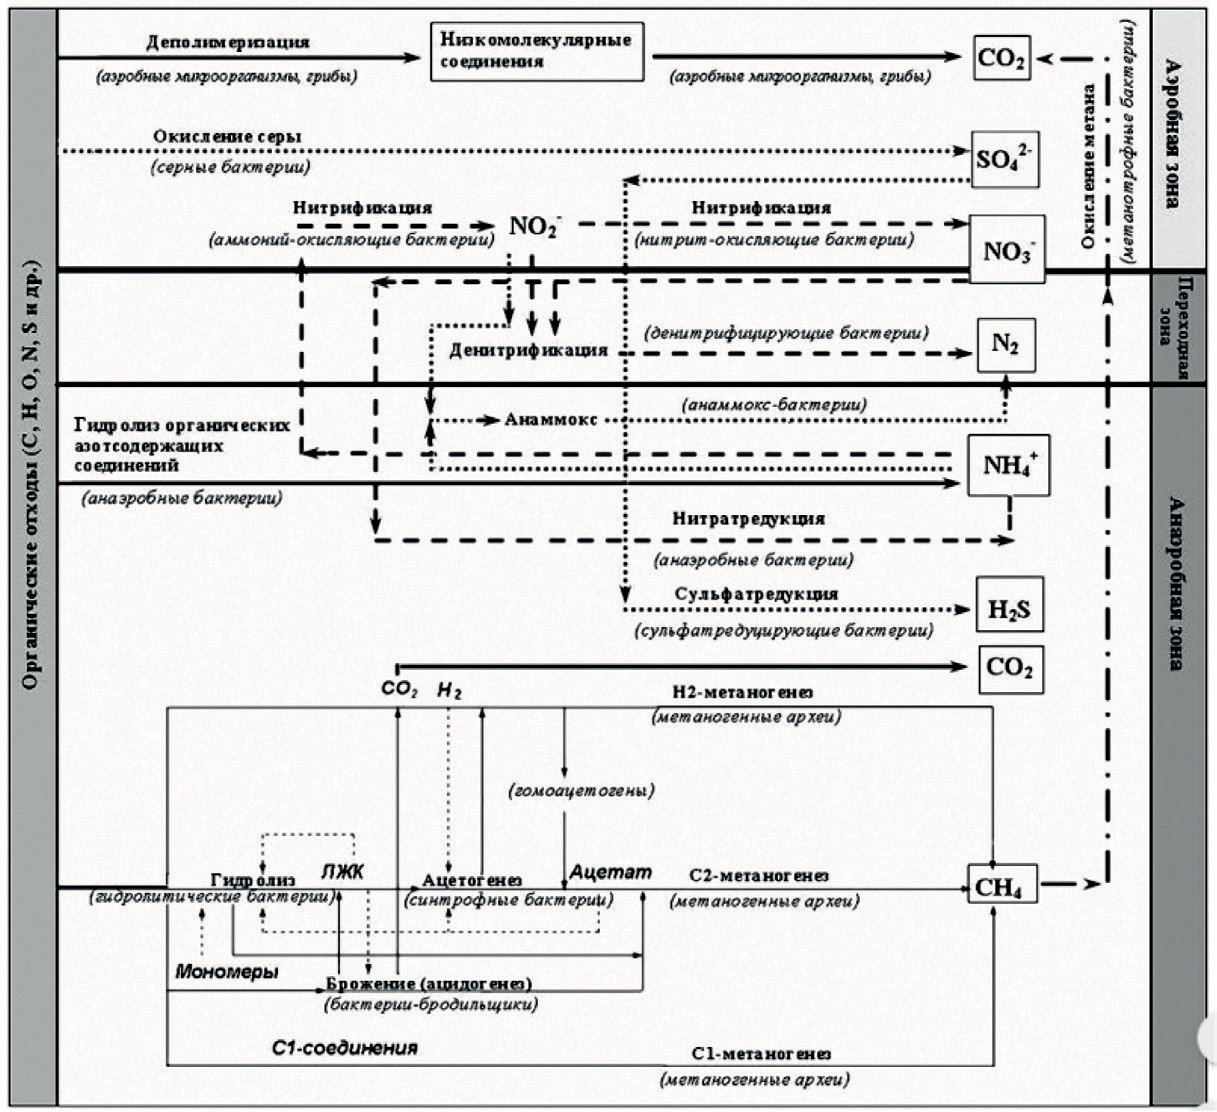 Органические отходы (C, H, O, N, S и др.)
Деполимеризация
(аэробные микроорганизмы, грибы)
Низкомолекулярные
соединения
(аэробные микроорганизмы, грибы)
CO₂
Окисление метана
(метанотрофные бактерии)
Аэробная зона
Окисление серы
(серные бактерии)
SO₄²⁻
Нитрификация
(аммоний-окисляющие бактерии)
NO₂⁻
Нитрификация
(нитрит-окисляющие бактерии)
NO₃⁻
Переходная
зона
(денитрифицирующие бактерии)
Денитрификация
N₂
Гидролиз органических
азотсодержащих
соединений
(анаэробные бактерии)
(анаммокс-бактерии)
Анаммокс
NH₄⁺
Анаэробная зона
Нитратредукция
(анаэробные бактерии)
Сульфатредукция
(сульфатредуцирующие бактерии)
H₂S
CO₂
CO₂ H₂
H2-метаногенез
(метаногенные археи)
(гомоацетогены)
Гидролиз
(гидролитические бактерии)
ЛЖК
Ацетогенез
(синтрофные бактерии)
Ацетат
C2-метаногенез
(метаногенные археи)
CH₄
Мономеры
Брожение (ацидогенез)
(бактерии-бродильщики)
C1-соединения
C1-метаногенез
(метаногенные археи)